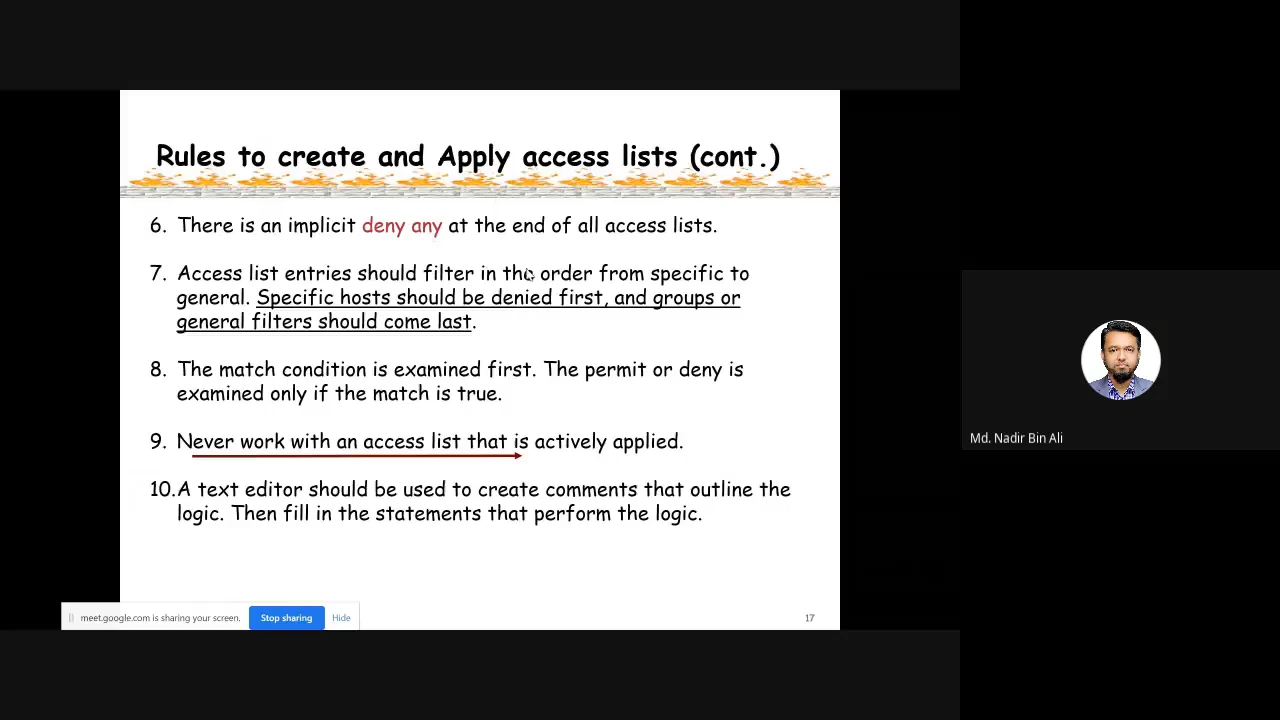 Rules to create and Apply access lists (cont.)
6. There is an implicit deny any at the end of all access lists.
7. Access list entries should filter in the order from specific to
general. Specific hosts should be denied first, and groups or
general filters should come last.
8. The match condition is examined first. The permit or deny is
examined only if the match is true.
9. Never work with an access list that is actively applied.
10.A text editor should be used to create comments that outline the
logic. Then fill in the statements that perform the logic.
meet.google.com is sharing your screen. Stop sharing Hide
17
Md. Nadir Bin Ali